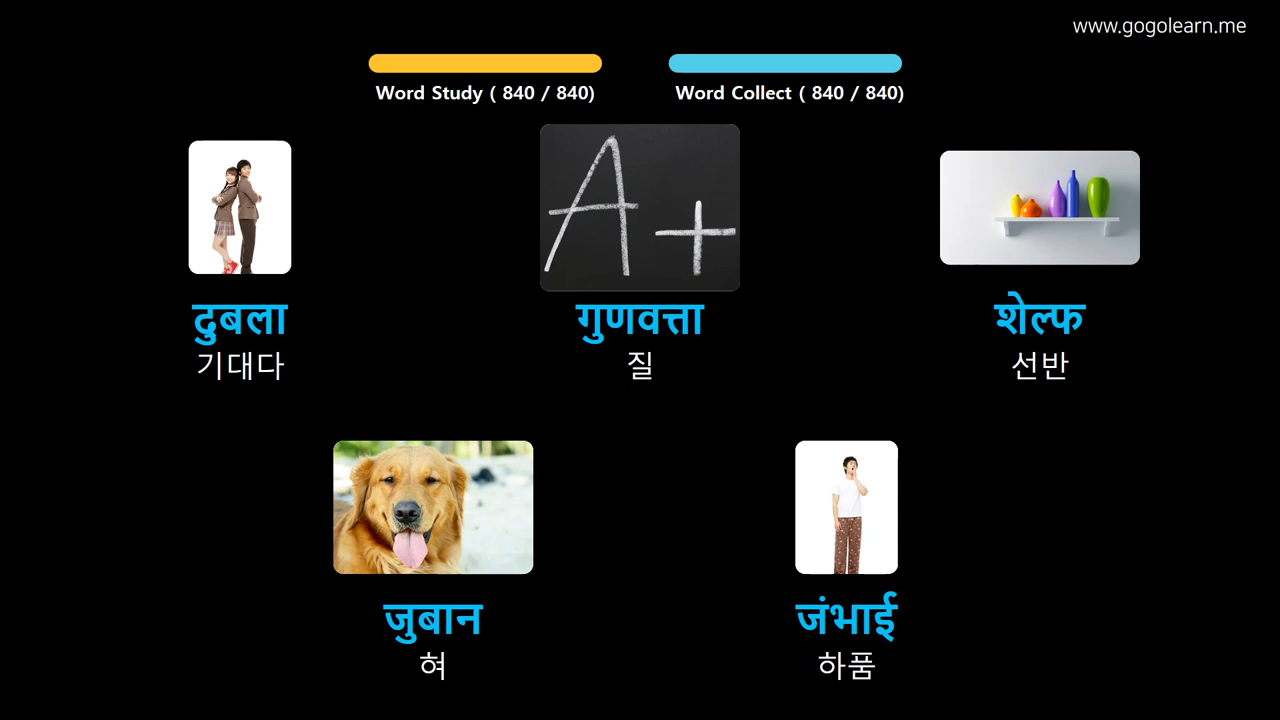 www.gogolearn.me
Word Study ( 840 / 840)
Word Collect ( 840 / 840)
A+
दुबला
गुणवत्ता
शेल्फ
기대다
질
선반
जुबान
जंभाई
혀
하품